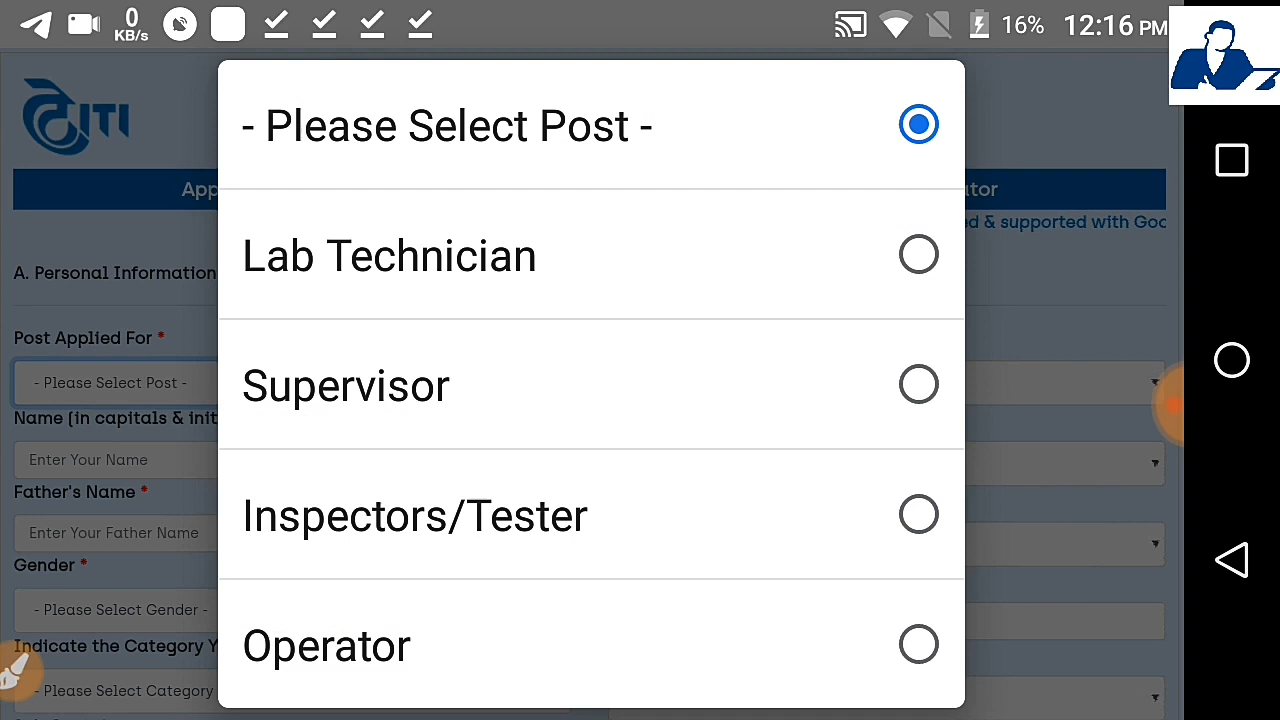 0
KB/s
16%
12:16 PM
ITI
App
tor
d & supported with Goo
A. Personal Information
Post Applied For *
- Please Select Post -
Name (in capitals & init
Enter Your Name
Father's Name *
Enter Your Father Name
Gender *
- Please Select Gender -
Indicate the Category Y
- Please Select Category
- Please Select Post -
Lab Technician
Supervisor
Inspectors/Tester
Operator